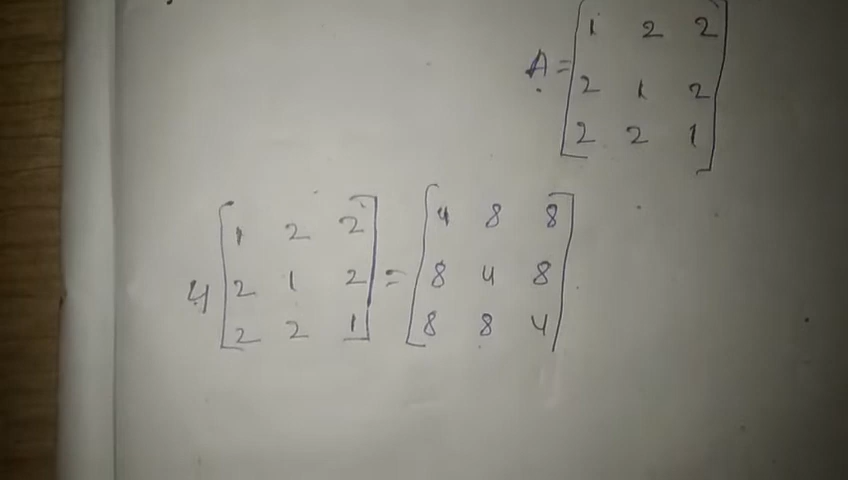 A = [1 2 2
2 1 2
2 2 1]
4 [1 2 2 = [4 8 8
2 1 2 8 4 8
2 2 1] 8 8 4]